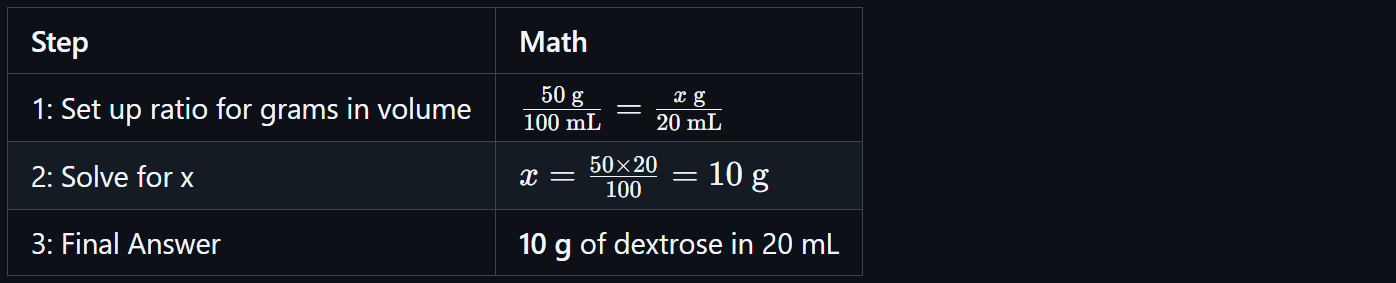 Step Math
1: Set up ratio for grams in volume 50 g / 100 mL = x g / 20 mL
2: Solve for x x = 50×20 / 100 = 10 g
3: Final Answer 10 g of dextrose in 20 mL